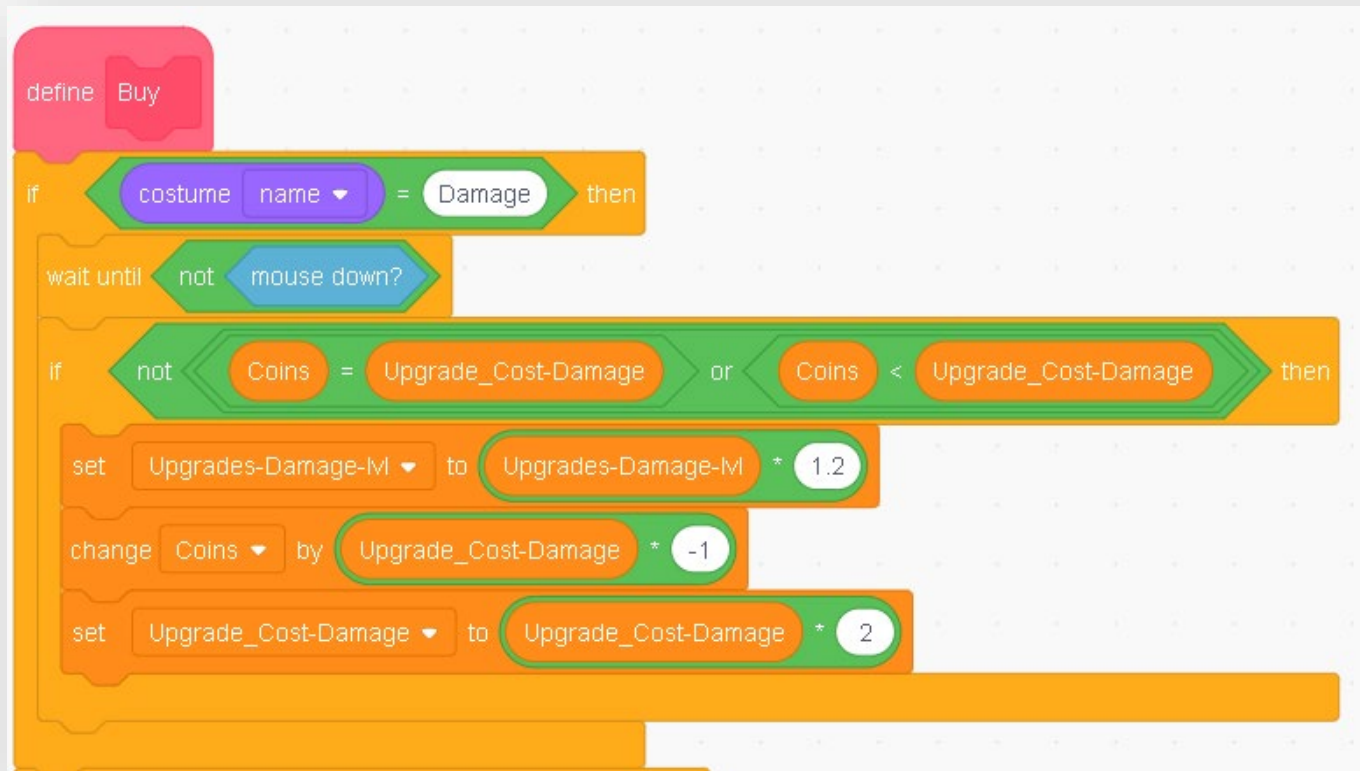 define Buy
if costume name = Damage then
wait until not mouse down?
if not Coins = Upgrade_Cost-Damage or Coins < Upgrade_Cost-Damage then
set Upgrades-Damage-lvl to Upgrades-Damage-lvl * 1.2
change Coins by Upgrade_Cost-Damage * -1
set Upgrade_Cost-Damage to Upgrade_Cost-Damage * 2